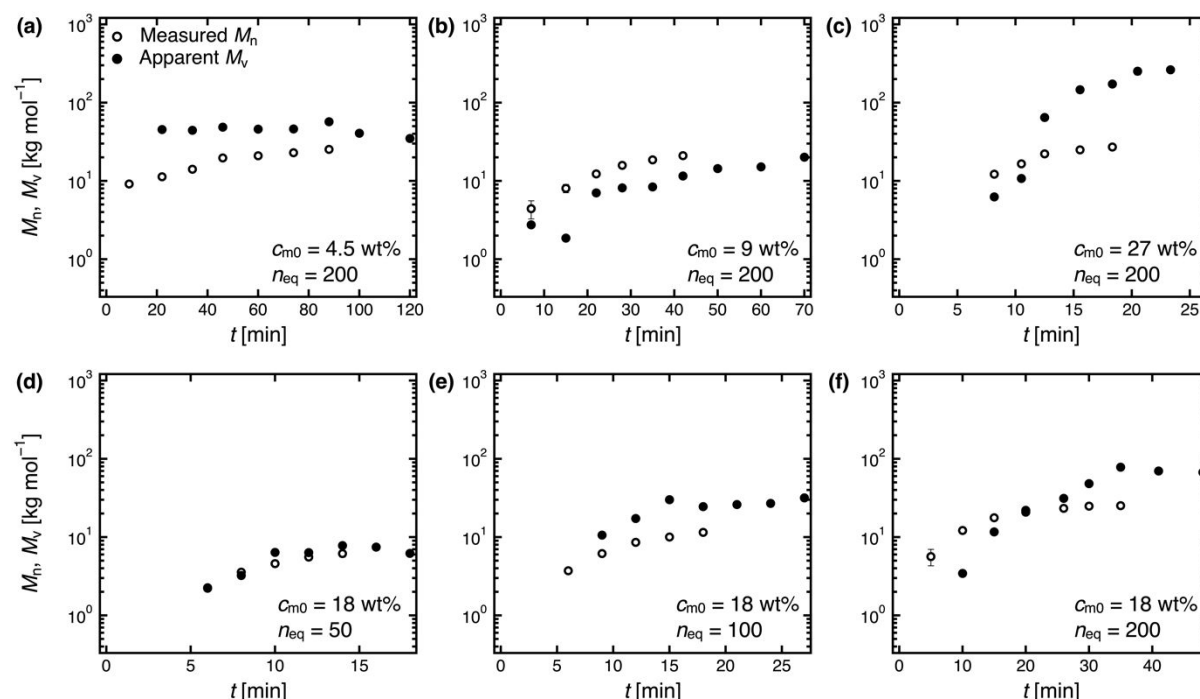 (a)
10³
10²
10¹
10⁰
Mₙ, Mᵥ [kg mol⁻¹]
Measured Mₙ
Apparent Mᵥ
cm0 = 4.5 wt%
neq = 200
0 20 40 60 80 100 120
t [min]
(b)
10³
10²
10¹
10⁰
cm0 = 9 wt%
neq = 200
0 10 20 30 40 50 60 70
t [min]
(c)
10³
10²
10¹
10⁰
cm0 = 27 wt%
neq = 200
0 5 10 15 20 25
t [min]
(d)
10³
10²
10¹
10⁰
Mₙ, Mᵥ [kg mol⁻¹]
cm0 = 18 wt%
neq = 50
0 5 10 15
t [min]
(e)
10³
10²
10¹
10⁰
cm0 = 18 wt%
neq = 100
0 5 10 15 20 25
t [min]
(f)
10³
10²
10¹
10⁰
cm0 = 18 wt%
neq = 200
0 10 20 30 40
t [min]